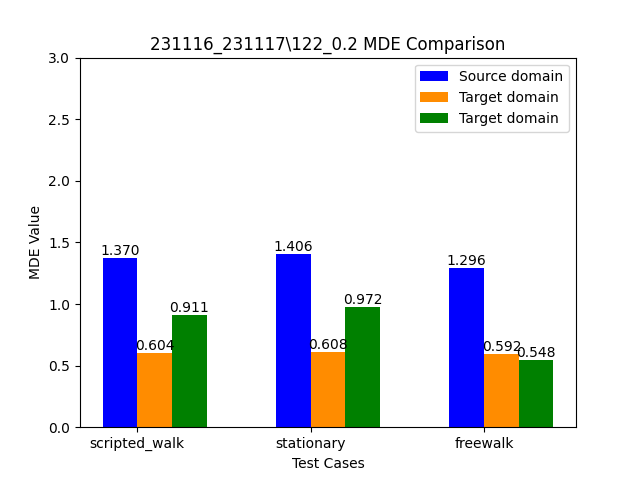 231116_231117\122_0.2 MDE Comparison
Source domain
Target domain
Target domain
MDE Value
3.0
2.5
2.0
1.5
1.0
0.5
0.0
1.370
0.604
0.911
1.406
0.608
0.972
1.296
0.592
0.548
scripted_walk
stationary
freewalk
Test Cases